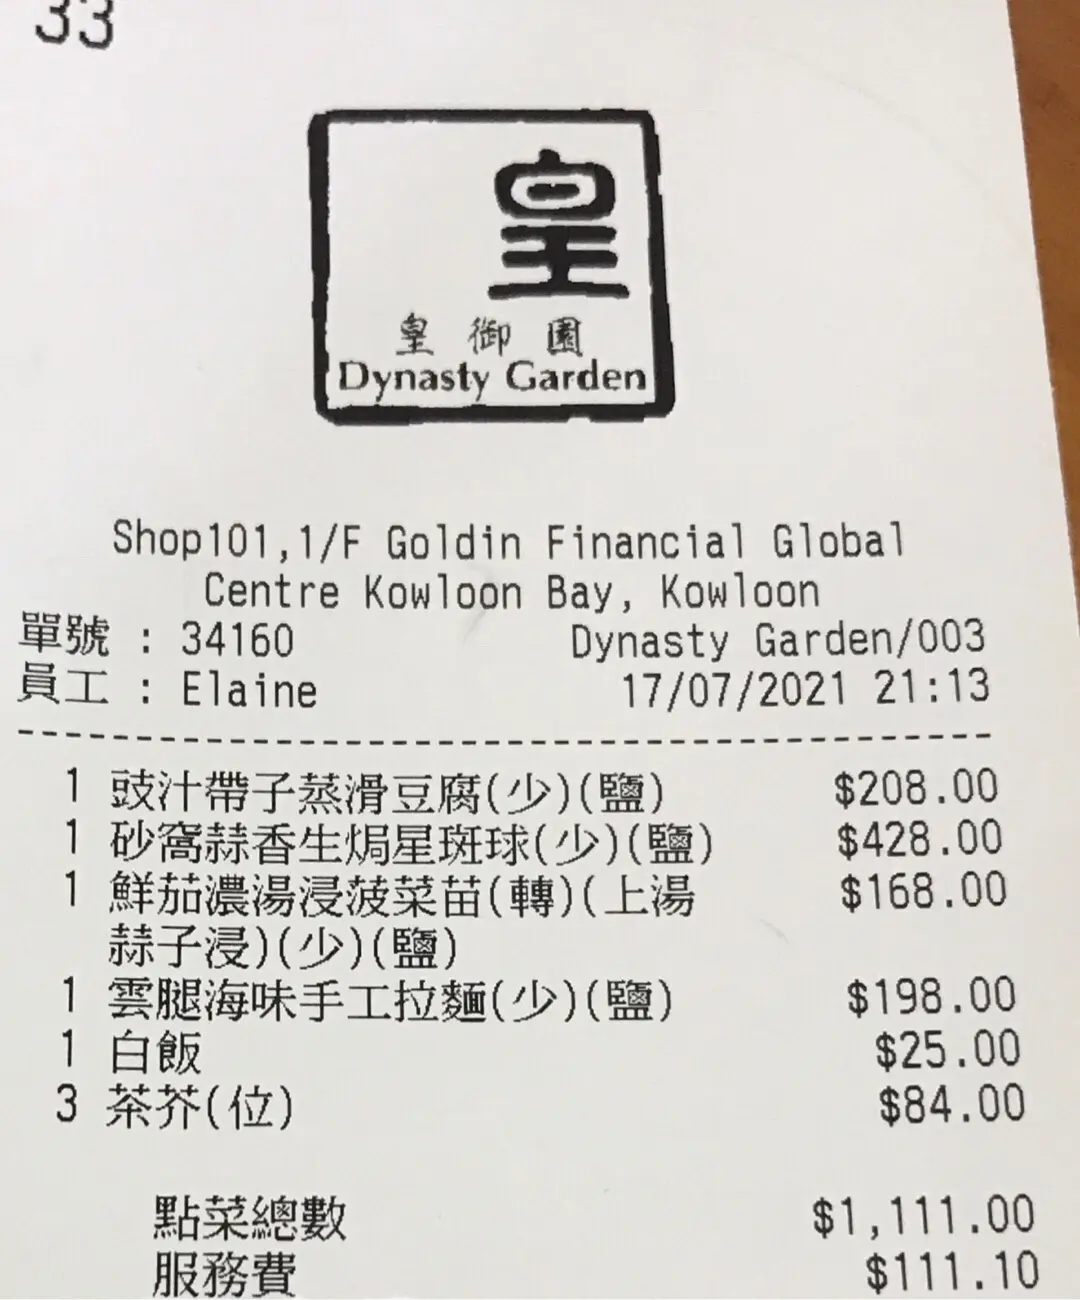 33
皇
皇御園
Dynasty Garden
Shop101,1/F Goldin Financial Global
Centre Kowloon Bay, Kowloon
單號 : 34160 Dynasty Garden/003
員工 : Elaine 17/07/2021 21:13
1 豉汁帶子蒸滑豆腐(少)(鹽) $208.00
1 砂窩蒜香生焗星斑球(少)(鹽) $428.00
1 鮮茄濃湯浸菠菜苗(轉)(上湯 $168.00
蒜子浸)(少)(鹽)
1 雲腿海味手工拉麵(少)(鹽) $198.00
1 白飯 $25.00
3 茶芥(位) $84.00
點菜總數 $1,111.00
服務費 $111.10